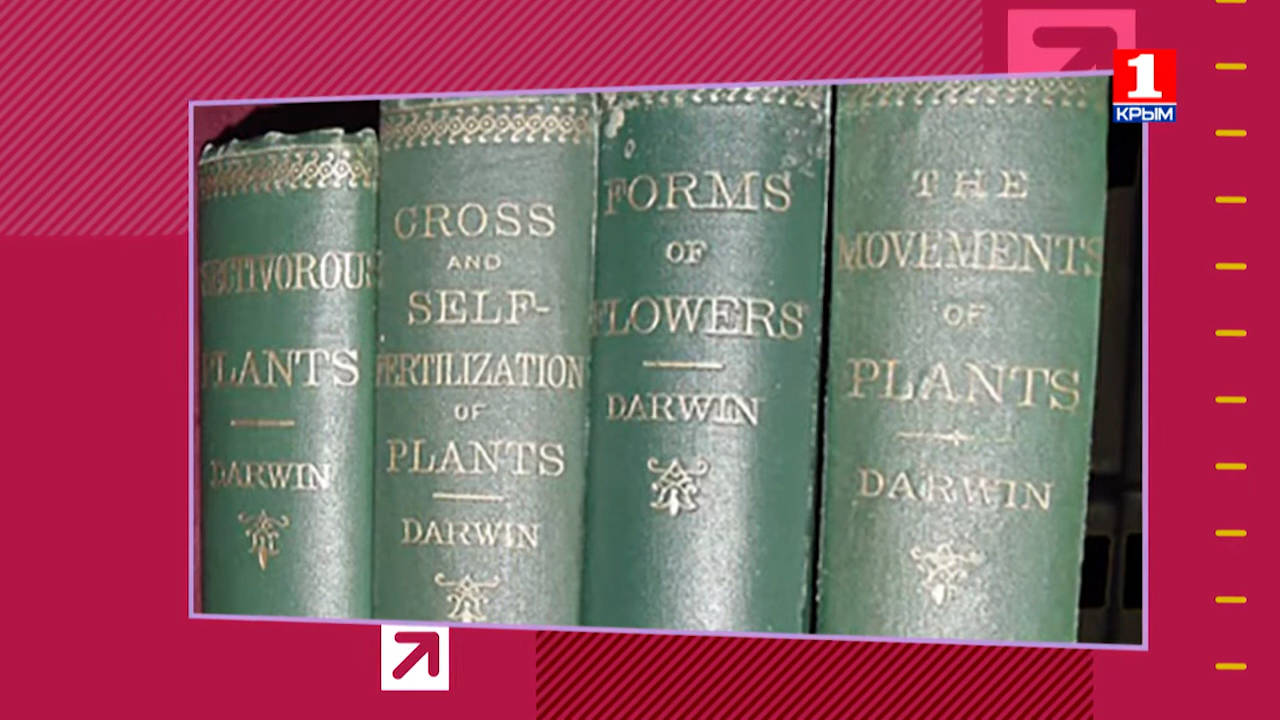 1
КРЫМ
SECTIVOROUS
PLANTS
DARWIN
CROSS
AND
SELF-
FERTILIZATION
OF
PLANTS
DARWIN
FORMS
OF
FLOWERS
DARWIN
THE
MOVEMENTS
OF
PLANTS
DARWIN